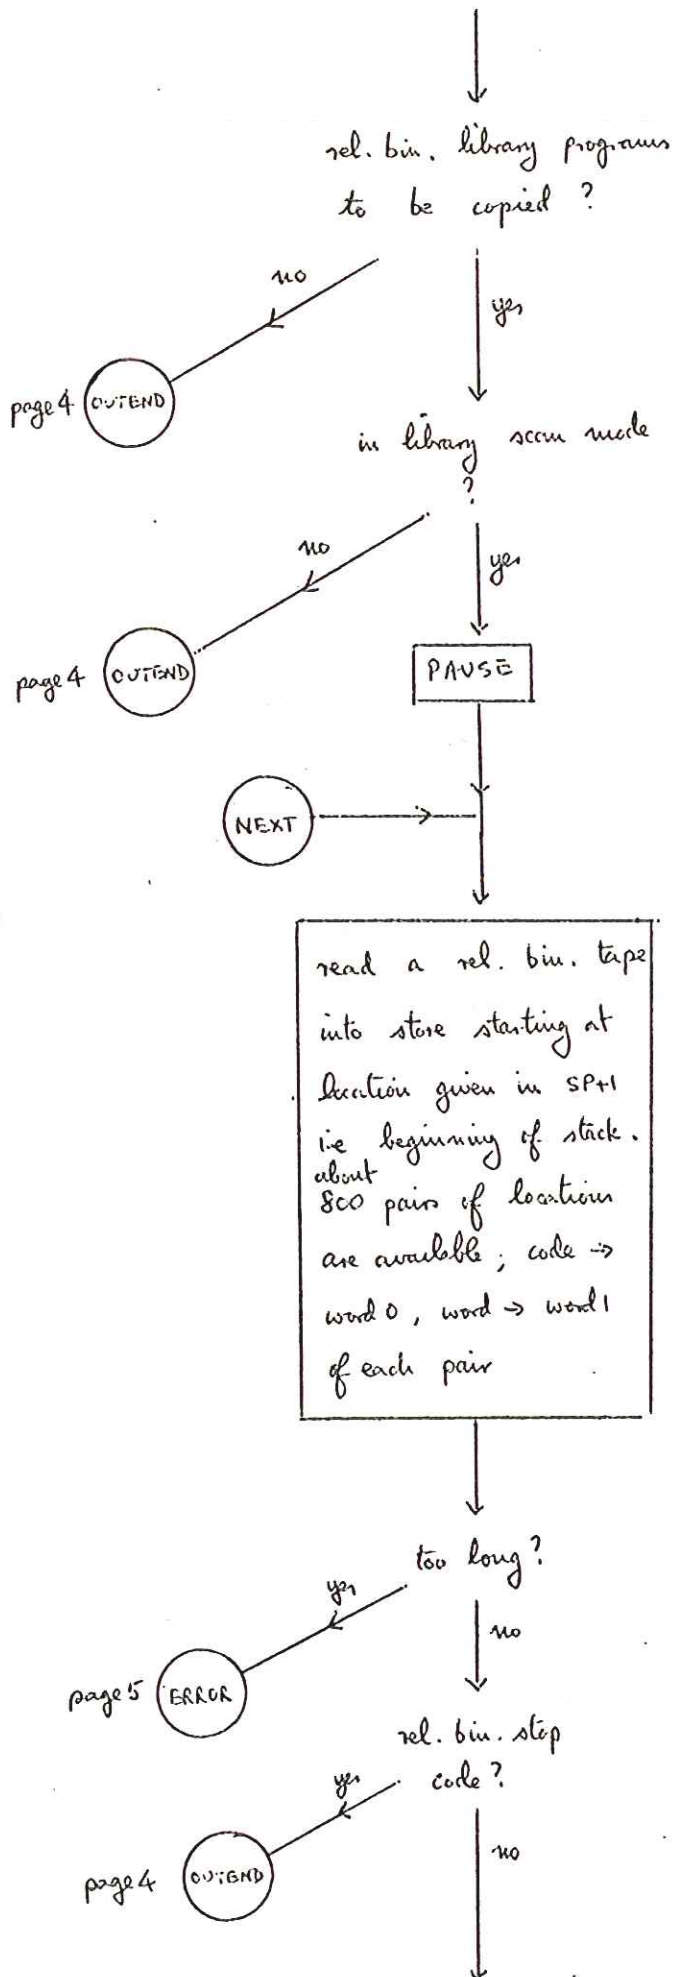 rel. bin. library programs
to be copied ?
no
yes
page 4 OUTEND
in library scan mode
?
no
yes
page 4 OUTEND
PAUSE
NEXT
read a rel. bin. tape
into store starting at
location given in SP+1
i.e beginning of stack.
about
800 pairs of locations
are available; code →
word 0, word → word 1
of each pair
too long?
yes
no
page 5 ERROR
rel. bin. stop
code?
yes
no
page 4 OUTEND